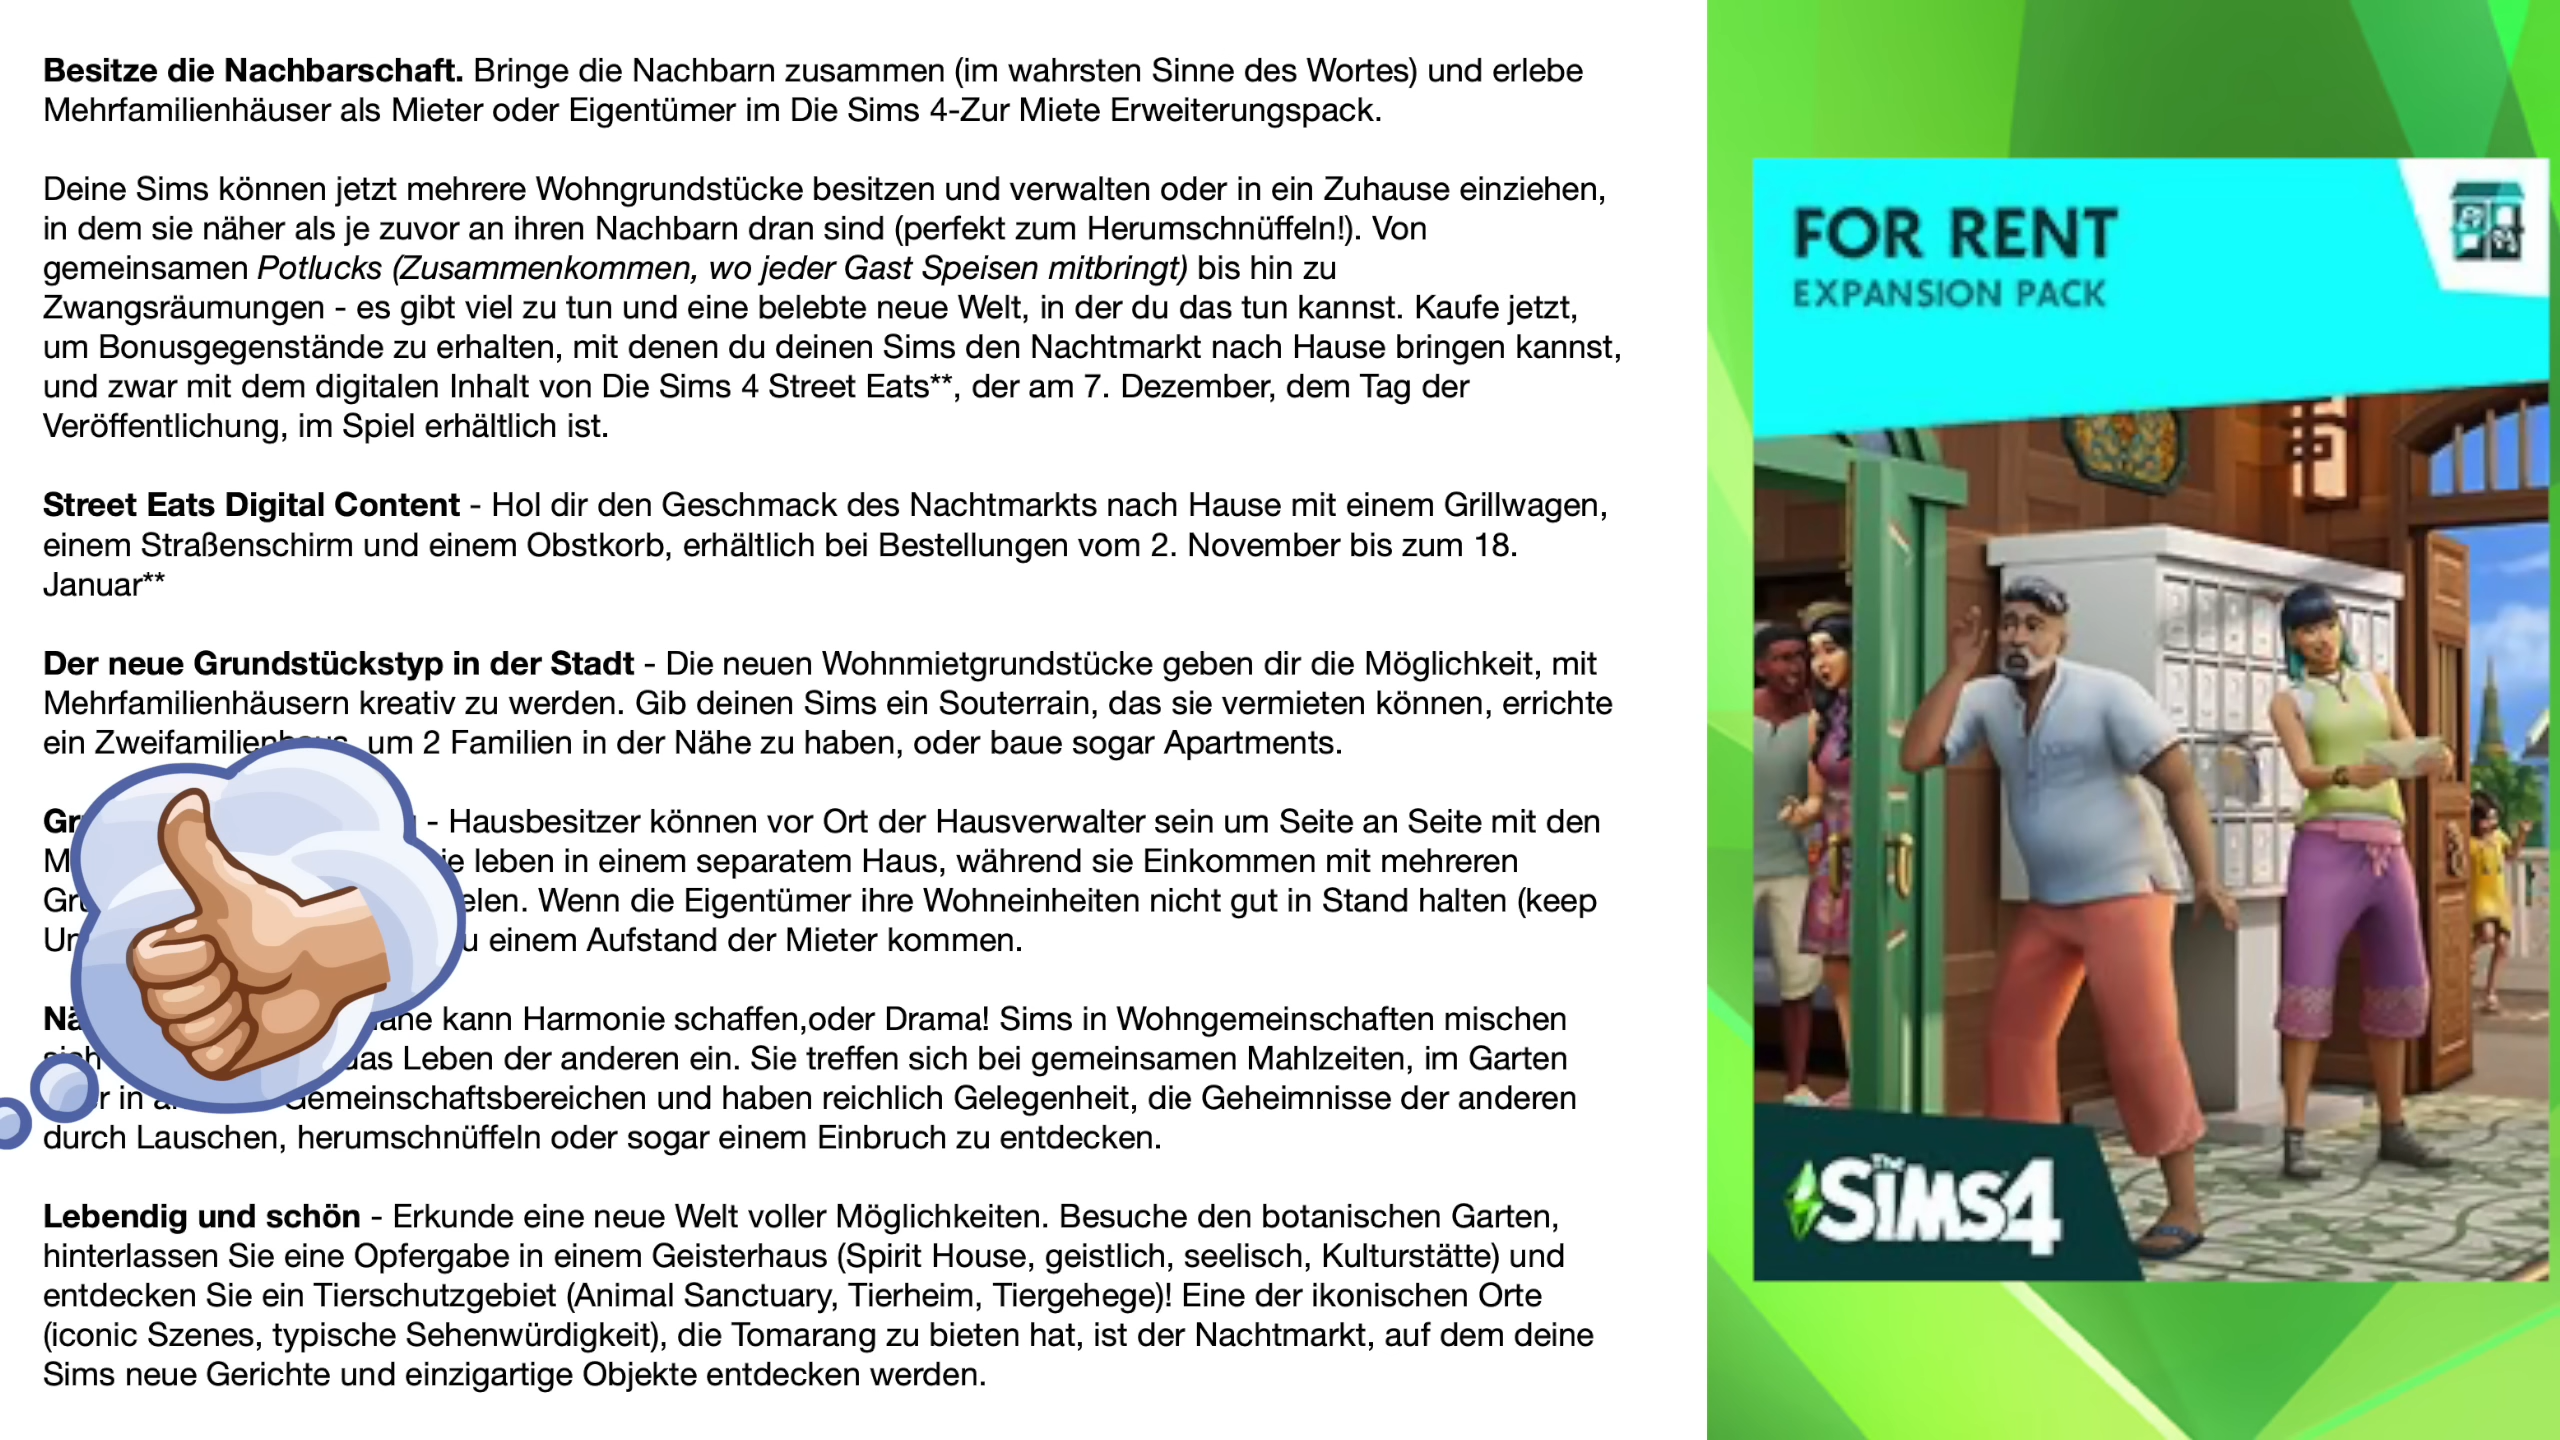 Besitze die Nachbarschaft. Bringe die Nachbarn zusammen (im wahrsten Sinne des Wortes) und erlebe
Mehrfamilienhäuser als Mieter oder Eigentümer im Die Sims 4-Zur Miete Erweiterungspack.
Deine Sims können jetzt mehrere Wohngrundstücke besitzen und verwalten oder in ein Zuhause einziehen,
in dem sie näher als je zuvor an ihren Nachbarn dran sind (perfekt zum Herumschnüffeln!). Von
gemeinsamen Potlucks (Zusammenkommen, wo jeder Gast Speisen mitbringt) bis hin zu
Zwangsräumungen - es gibt viel zu tun und eine belebte neue Welt, in der du das tun kannst. Kaufe jetzt,
um Bonusgegenstände zu erhalten, mit denen du deinen Sims den Nachtmarkt nach Hause bringen kannst,
und zwar mit dem digitalen Inhalt von Die Sims 4 Street Eats**, der am 7. Dezember, dem Tag der
Veröffentlichung, im Spiel erhältlich ist.
Street Eats Digital Content - Hol dir den Geschmack des Nachtmarkts nach Hause mit einem Grillwagen,
einem Straßenschirm und einem Obstkorb, erhältlich bei Bestellungen vom 2. November bis zum 18.
Januar**
Der neue Grundstückstyp in der Stadt - Die neuen Wohnmietgrundstücke geben dir die Möglichkeit, mit
Mehrfamilienhäusern kreativ zu werden. Gib deinen Sims ein Souterrain, das sie vermieten können, errichte
ein Zweifamilienhaus, um 2 Familien in der Nähe zu haben, oder baue sogar Apartments.
- Hausbesitzer können vor Ort der Hausverwalter sein um Seite an Seite mit den
leben in einem separatem Haus, während sie Einkommen mit mehreren
Wenn die Eigentümer ihre Wohneinheiten nicht gut in Stand halten (keep
einem Aufstand der Mieter kommen.
kann Harmonie schaffen,oder Drama! Sims in Wohngemeinschaften mischen
das Leben der anderen ein. Sie treffen sich bei gemeinsamen Mahlzeiten, im Garten
in Gemeinschaftsbereichen und haben reichlich Gelegenheit, die Geheimnisse der anderen
durch Lauschen, herumschnüffeln oder sogar einem Einbruch zu entdecken.
Lebendig und schön - Erkunde eine neue Welt voller Möglichkeiten. Besuche den botanischen Garten,
hinterlassen Sie eine Opfergabe in einem Geisterhaus (Spirit House, geistlich, seelisch, Kulturstätte) und
entdecken Sie ein Tierschutzgebiet (Animal Sanctuary, Tierheim, Tiergehege)! Eine der ikonischen Orte
(iconic Szenes, typische Sehenwürdigkeit), die Tomarang zu bieten hat, ist der Nachtmarkt, auf dem deine
Sims neue Gerichte und einzigartige Objekte entdecken werden.
FOR RENT
EXPANSION PACK
The
SIMS4